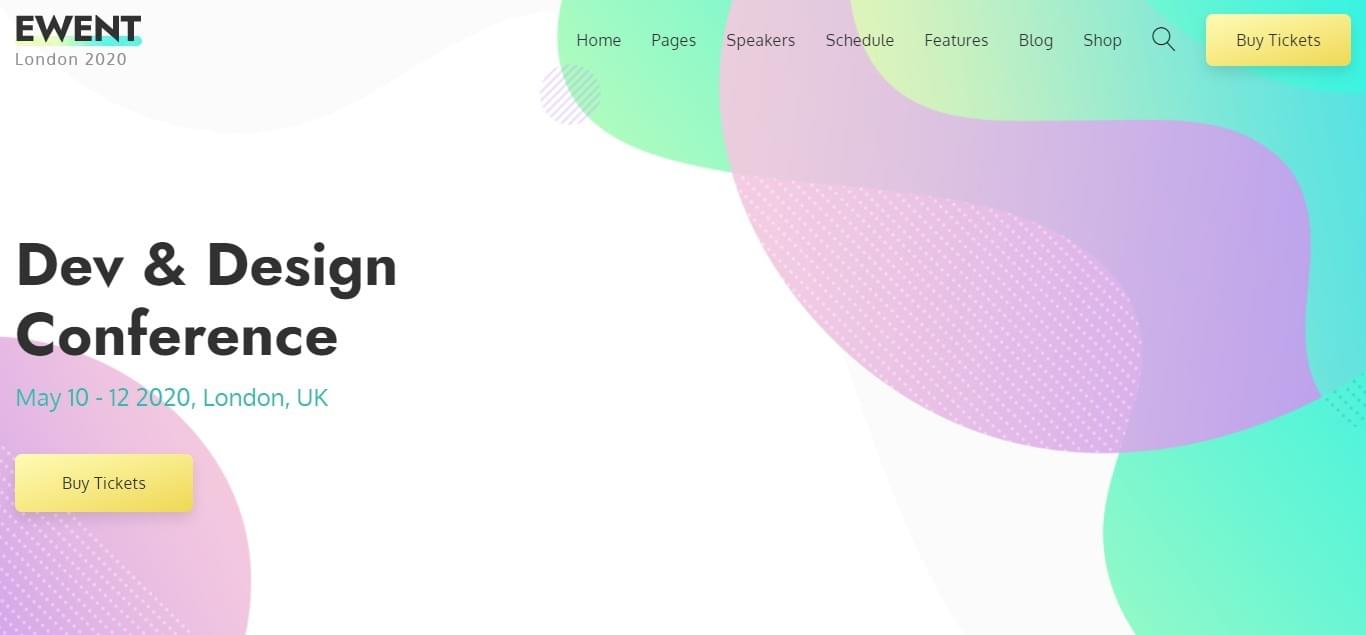 EWENT
London 2020
Home Pages Speakers Schedule Features Blog Shop Buy Tickets
Dev & Design
Conference
May 10 - 12 2020, London, UK
Buy Tickets